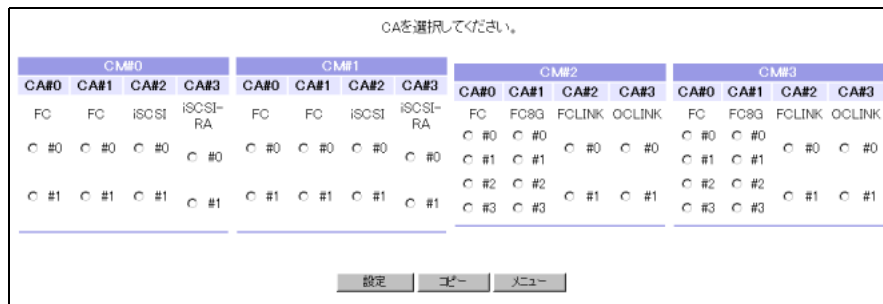 CAを選択してください。
CM#0 CM#1 CM#2 CM#3
CA#0 CA#1 CA#2 CA#3 CA#0 CA#1 CA#2 CA#3 CA#0 CA#1 CA#2 CA#3 CA#0 CA#1 CA#2 CA#3
FC FC iSCSI iSCSI-RA FC FC iSCSI iSCSI-RA FC FC8G FCLINK OCLINK FC FC8G FCLINK OCLINK
#0 #0 #0 #0 #0 #0 #0 #0 #0 #0 #0 #0 #0 #0 #0 #0
#1 #1 #1 #1
#1 #1 #1 #1 #1 #1 #1 #1 #2 #2 #1 #1 #2 #2 #1 #1
#3 #3 #3 #3
設定 コピー メニュー